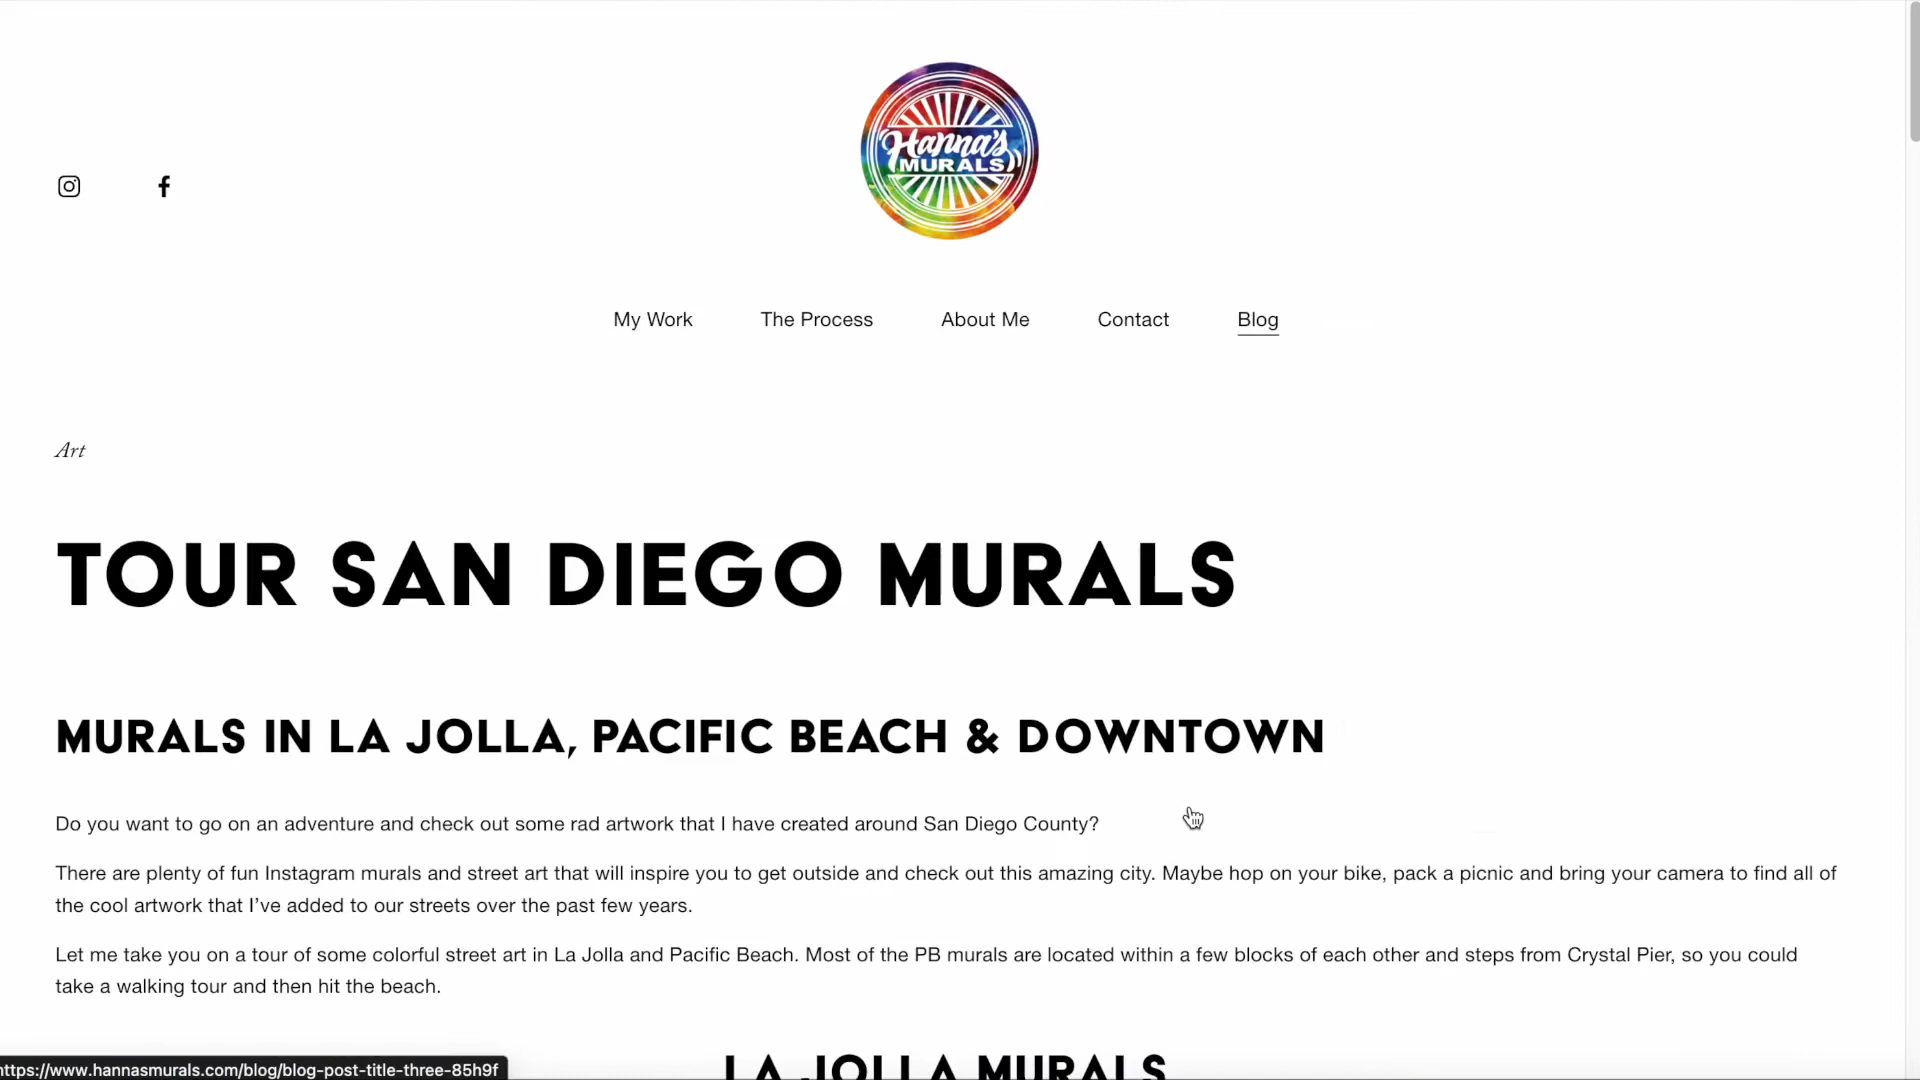 Hanna's
MURALS
My Work
The Process
About Me
Contact
Blog
Art
TOUR SAN DIEGO MURALS
MURALS IN LA JOLLA, PACIFIC BEACH & DOWNTOWN
Do you want to go on an adventure and check out some rad artwork that I have created around San Diego County?
There are plenty of fun Instagram murals and street art that will inspire you to get outside and check out this amazing city. Maybe hop on your bike, pack a picnic and bring your camera to find all of
the cool artwork that I’ve added to our streets over the past few years.
Let me take you on a tour of some colorful street art in La Jolla and Pacific Beach. Most of the PB murals are located within a few blocks of each other and steps from Crystal Pier, so you could
take a walking tour and then hit the beach.
LA JOLLA MURALS
https://www.hannasmurals.com/blog/blog-post-title-three-85h9f